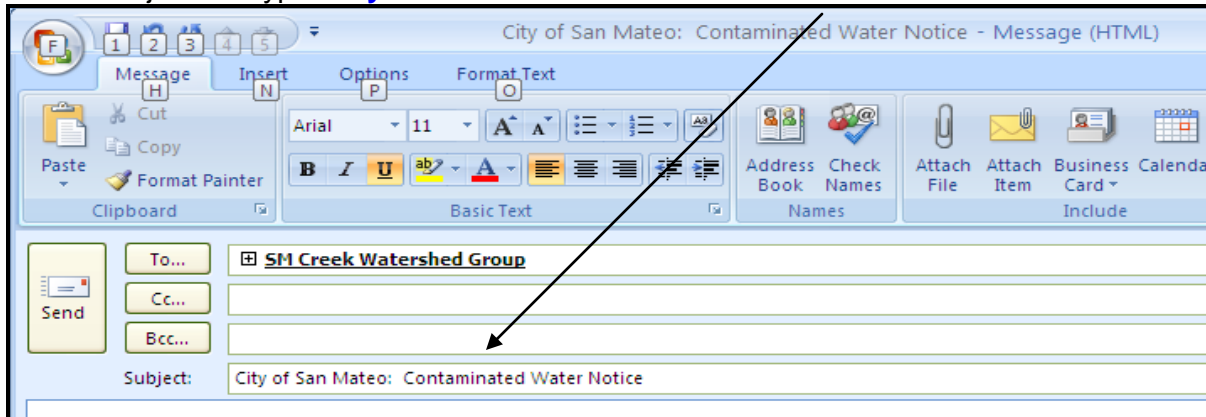 City of San Mateo:  Contaminated Water Notice - Message (HTML)
F 1 2 3 4 5
Message Insert Options Format Text
H N P O
Cut
Copy
Paste
Format Painter
Clipboard
Arial 11
B I U ab A
Basic Text
Address Book
Check Names
Names
Attach File
Attach Item
Business Card
Calenda
Include
To... SM Creek Watershed Group
Cc...
Send
Bcc...
Subject: City of San Mateo:  Contaminated Water Notice